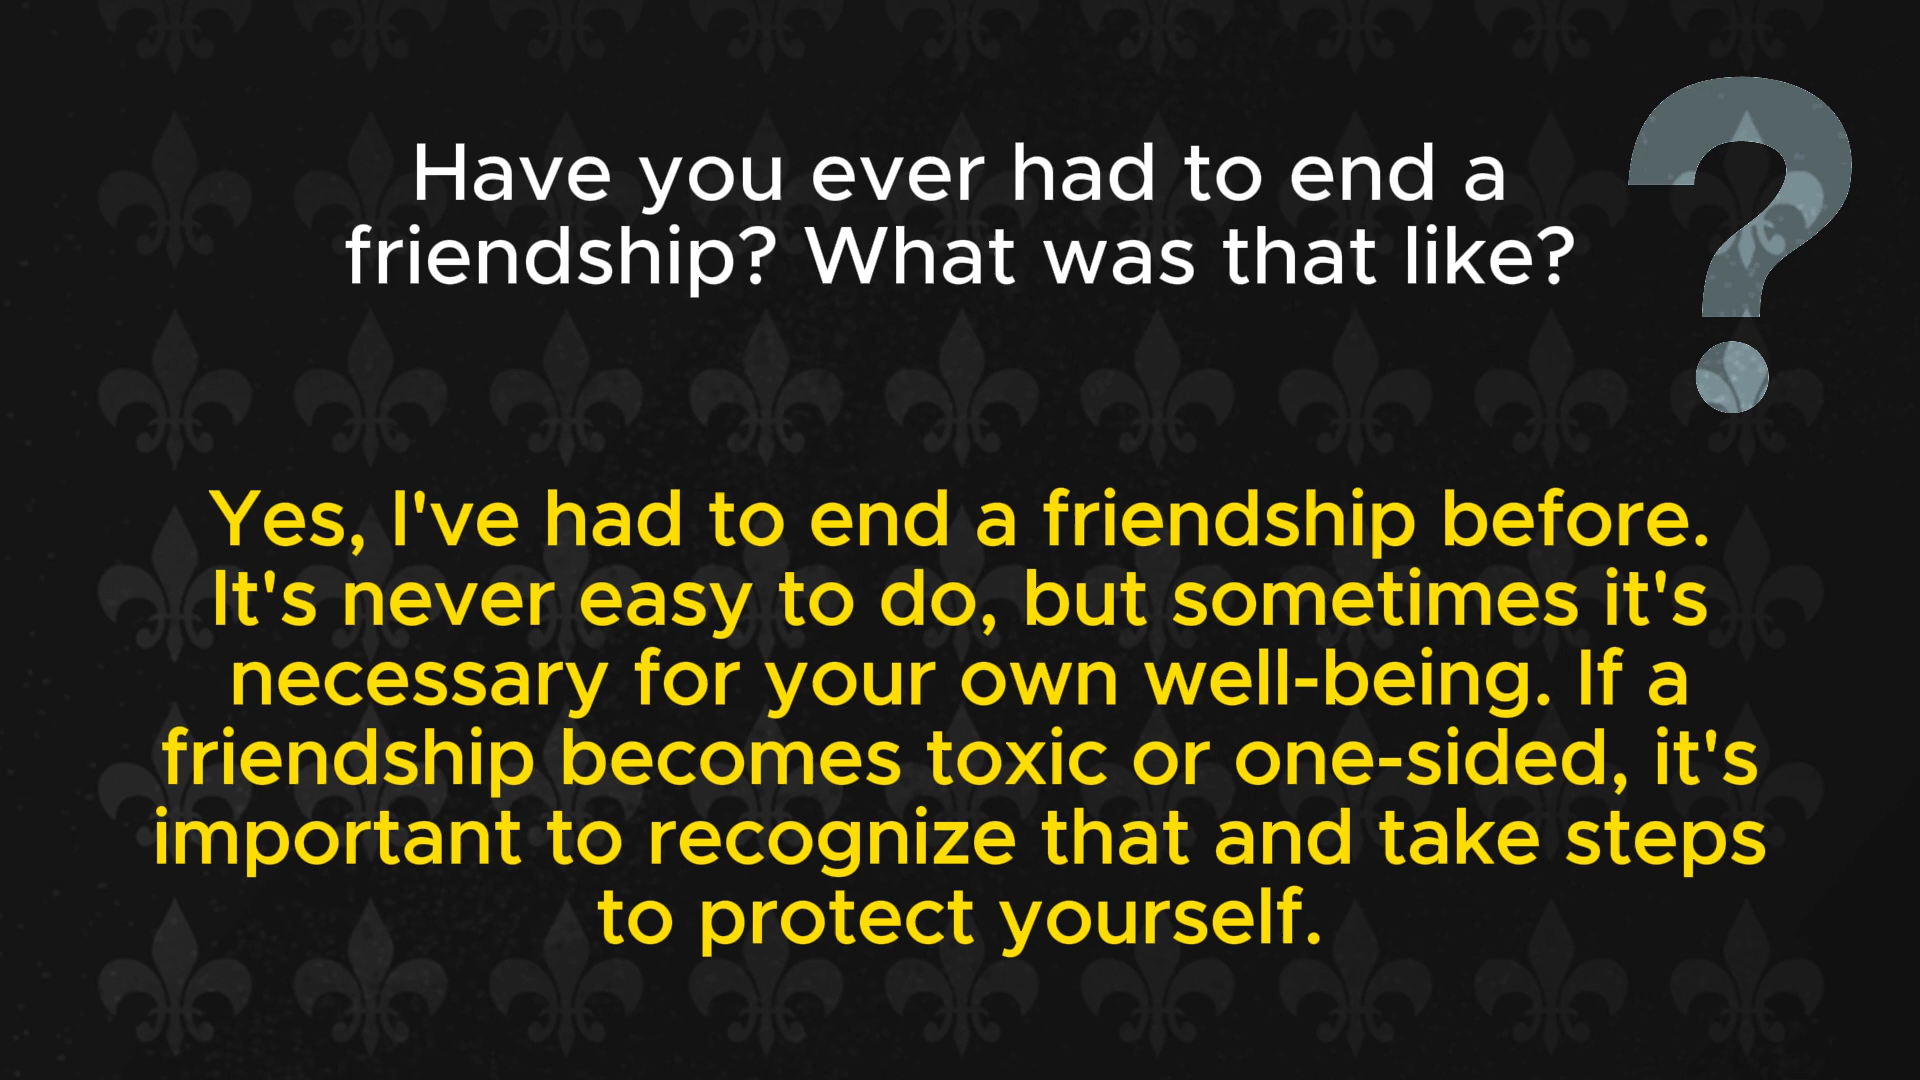 Have you ever had to end a
friendship? What was that like?
?
Yes, I've had to end a friendship before.
It's never easy to do, but sometimes it's
necessary for your own well-being. If a
friendship becomes toxic or one-sided, it's
important to recognize that and take steps
to protect yourself.